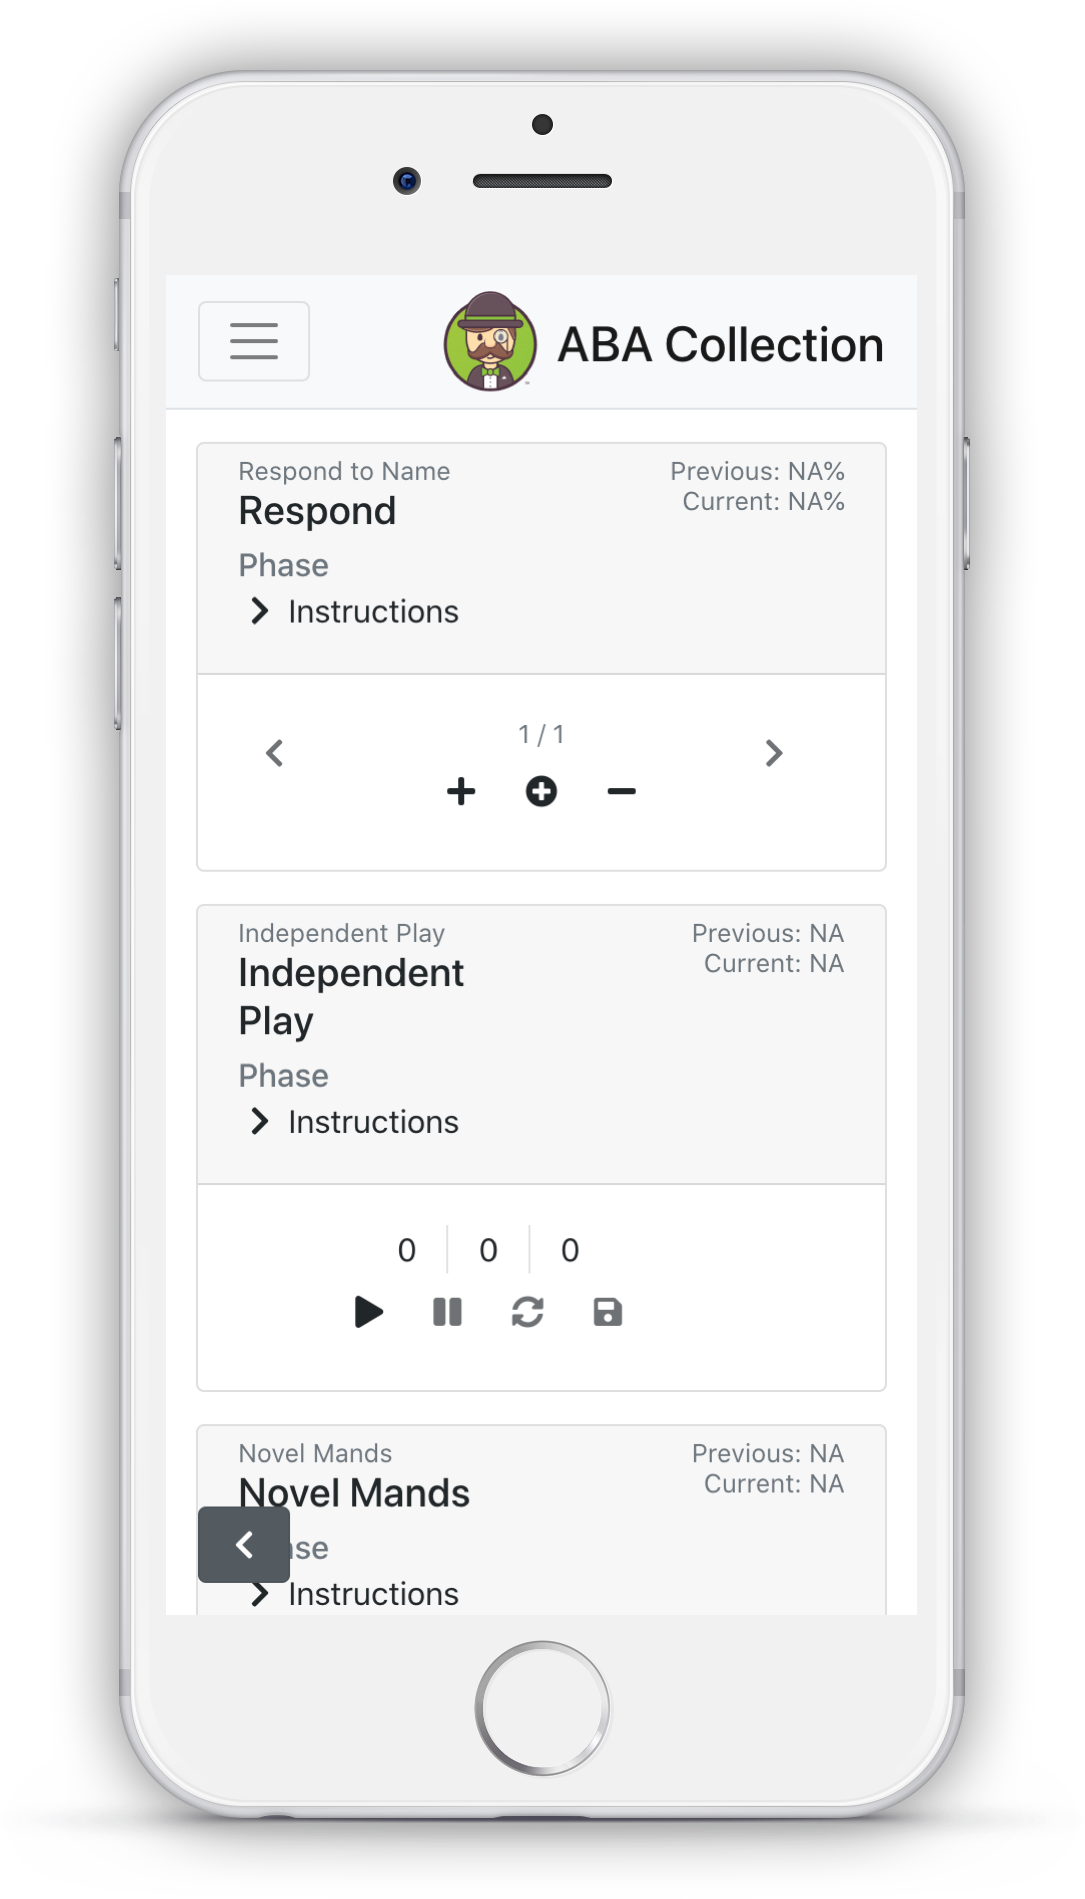 ABA Collection
Respond to Name
Previous: NA%
Respond
Current: NA%
Phase
Instructions
1 / 1
Independent Play
Previous: NA
Independent
Current: NA
Play
Phase
Instructions
0 0 0
Novel Mands
Previous: NA
Novel Mands
Current: NA
se
Instructions